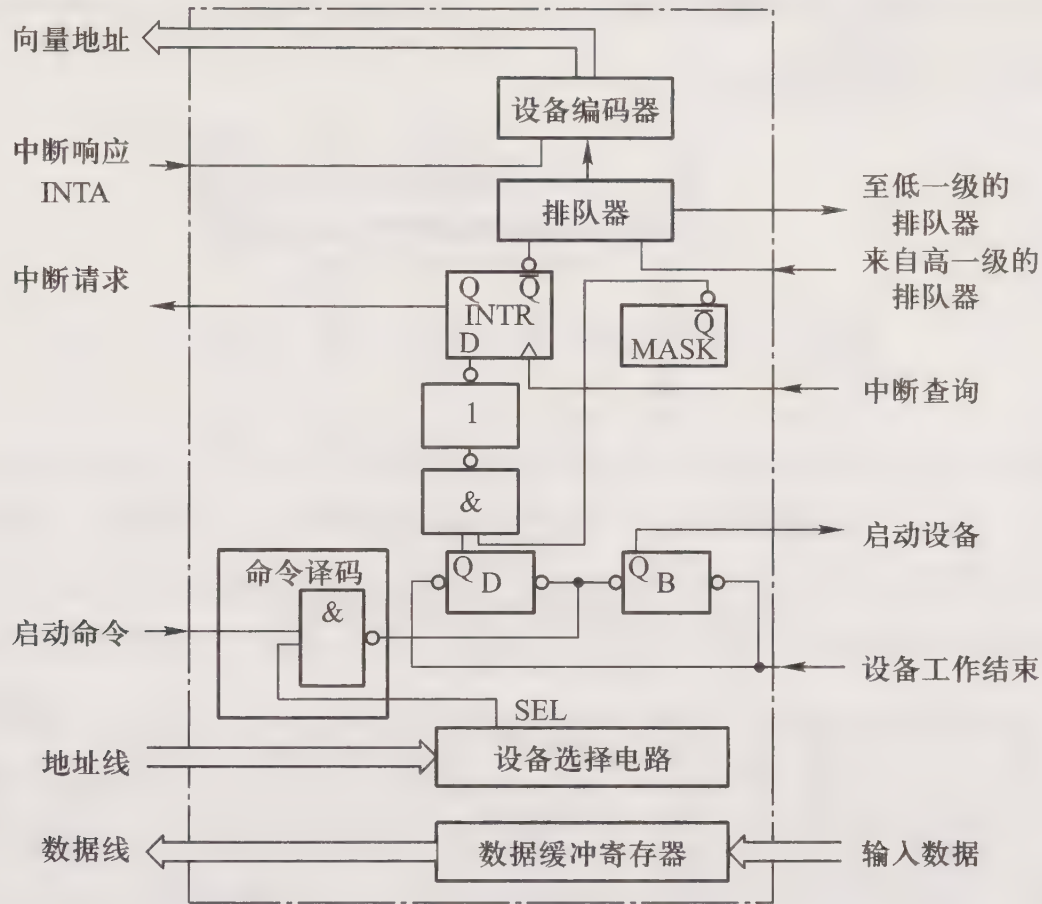 向量地址
设备编码器
中断响应
INTA
排队器
至低一级的
排队器
中断请求
来自高一级的
排队器
Q Q̅
INTR
D
Q̅
MASK
中断查询
1
&
启动设备
命令译码
&
Q D
Q B
启动命令
设备工作结束
SEL
地址线
设备选择电路
数据线
数据缓冲寄存器
输入数据